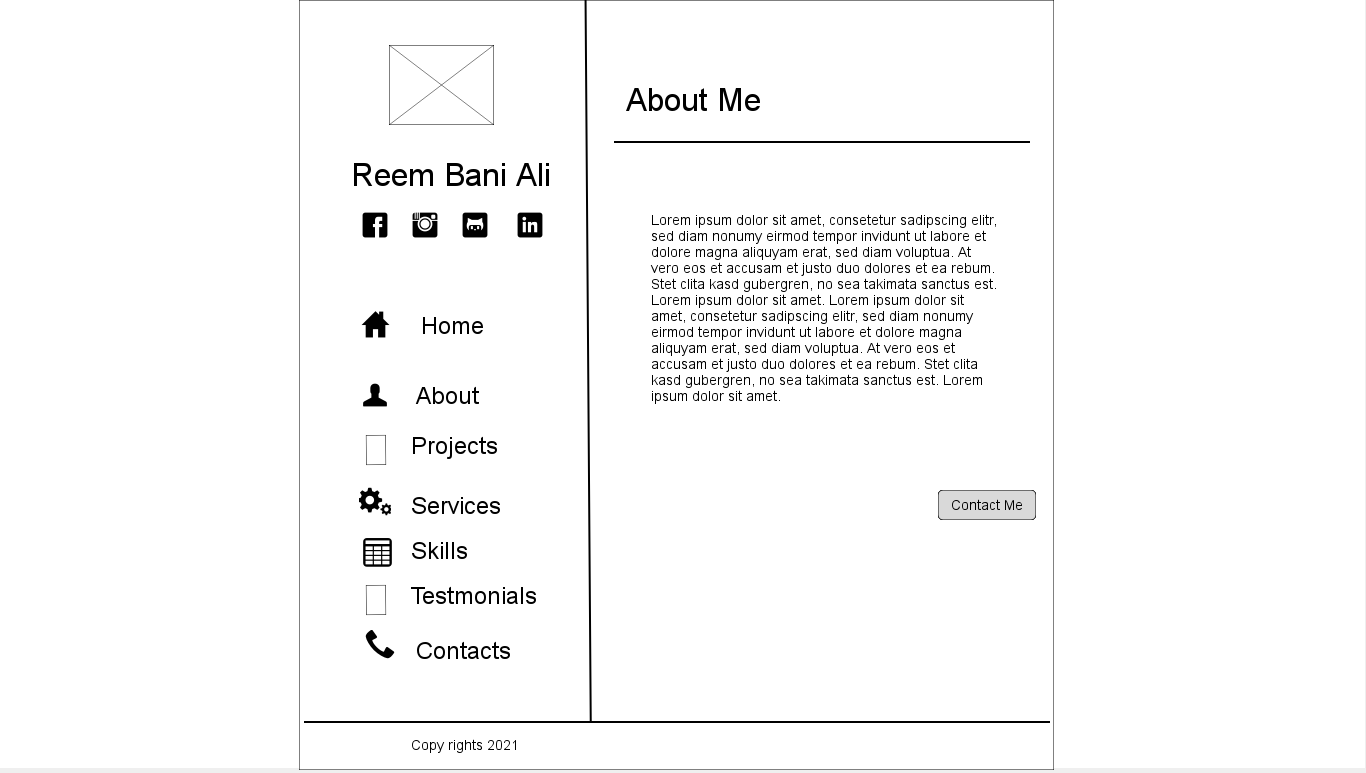 Reem Bani Ali
Home
About
Projects
Services
Skills
Testmonials
Contacts
About Me
Lorem ipsum dolor sit amet, consetetur sadipscing elitr,
sed diam nonumy eirmod tempor invidunt ut labore et
dolore magna aliquyam erat, sed diam voluptua. At
vero eos et accusam et justo duo dolores et ea rebum.
Stet clita kasd gubergren, no sea takimata sanctus est.
Lorem ipsum dolor sit amet. Lorem ipsum dolor sit
amet, consetetur sadipscing elitr, sed diam nonumy
eirmod tempor invidunt ut labore et dolore magna
aliquyam erat, sed diam voluptua. At vero eos et
accusam et justo duo dolores et ea rebum. Stet clita
kasd gubergren, no sea takimata sanctus est. Lorem
ipsum dolor sit amet.
Contact Me
Copy rights 2021